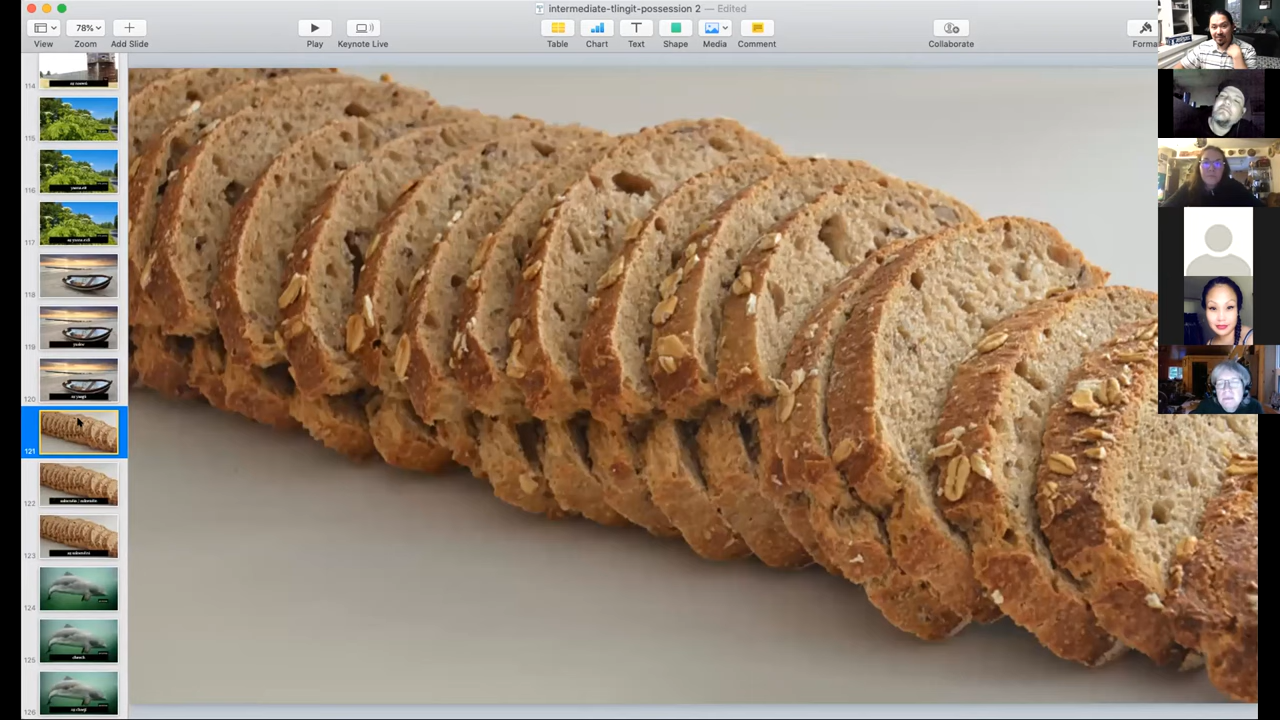 intermediate-tlingit-possession 2 — Edited
78%
View
Zoom
Add Slide
Play
Keynote Live
Table
Chart
Text
Shape
Media
Comment
Collaborate
114
115
116
117
118
119
120
121
122
123
124
125
126